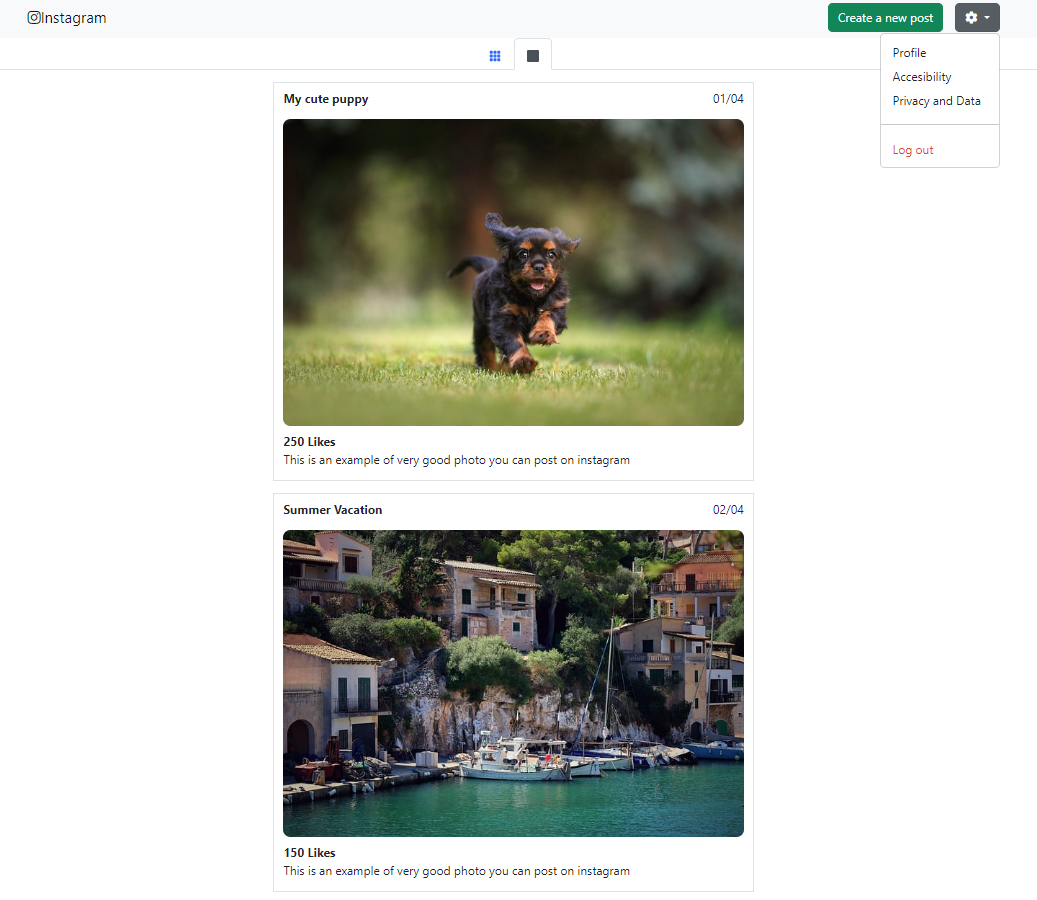 Instagram
Create a new post
Profile
Accesibility
Privacy and Data
Log out
My cute puppy 01/04
250 Likes
This is an example of very good photo you can post on instagram
Summer Vacation 02/04
150 Likes
This is an example of very good photo you can post on instagram